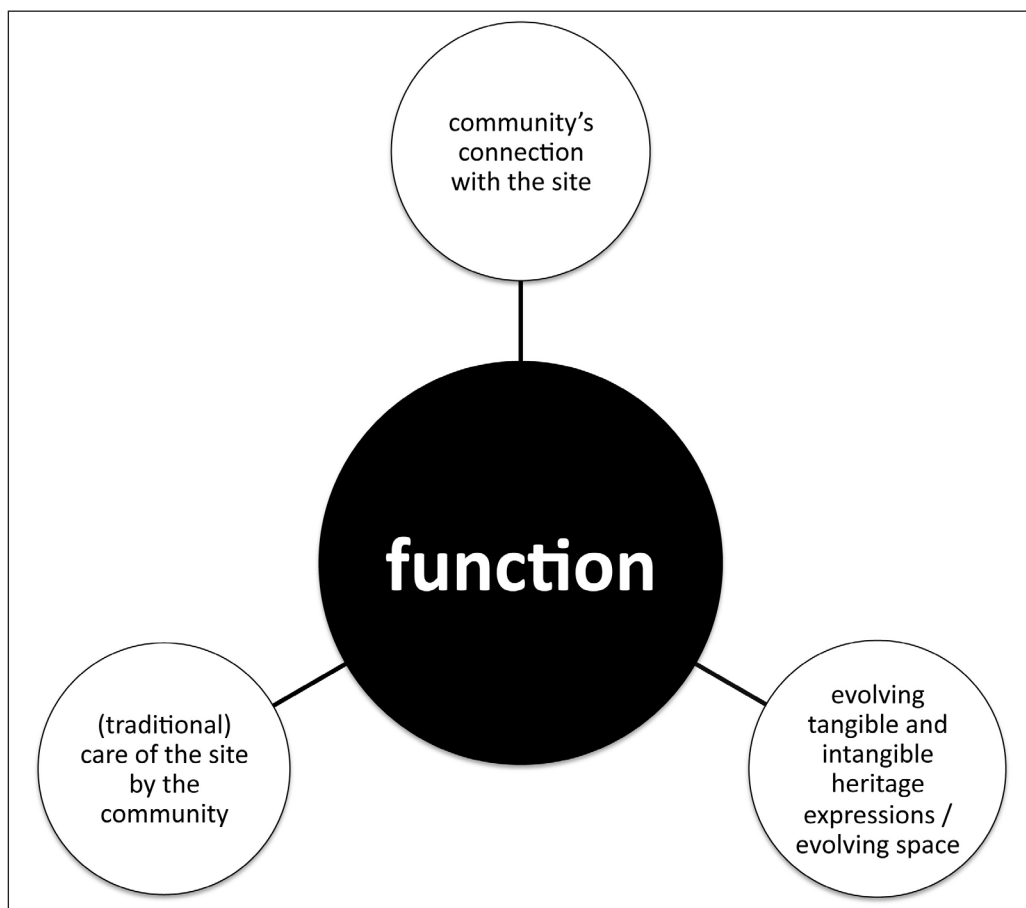 community’s
connection
with the site
function
(traditional)
care of the site
by the
community
evolving
tangible and
intangible
heritage
expressions /
evolving space